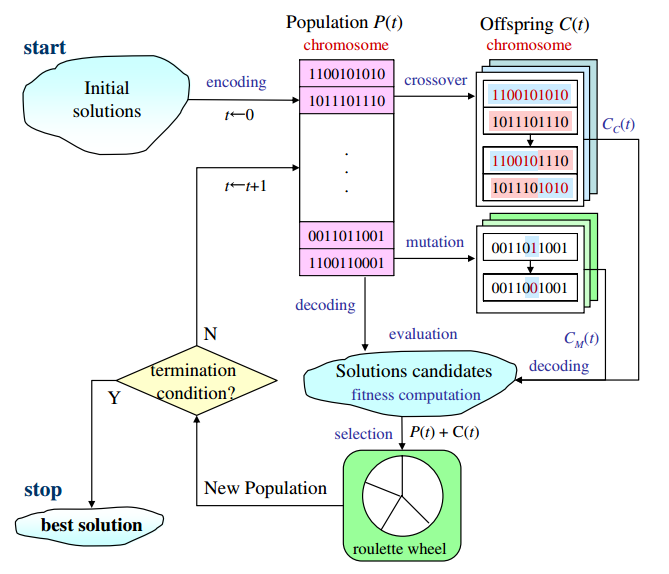 start
Initial
solutions
encoding
t←0
Population P(t)
chromosome
1100101010
1011101110
.
.
.
0011011001
1100110001
crossover
Offspring C(t)
chromosome
1100101010
1011101110
1100101110
1011101010
C_C(t)
t←t+1
mutation
0011011001
0011001001
C_M(t)
decoding
evaluation
decoding
Solutions candidates
fitness computation
N
termination
condition?
Y
selection
P(t) + C(t)
New Population
roulette wheel
stop
best solution